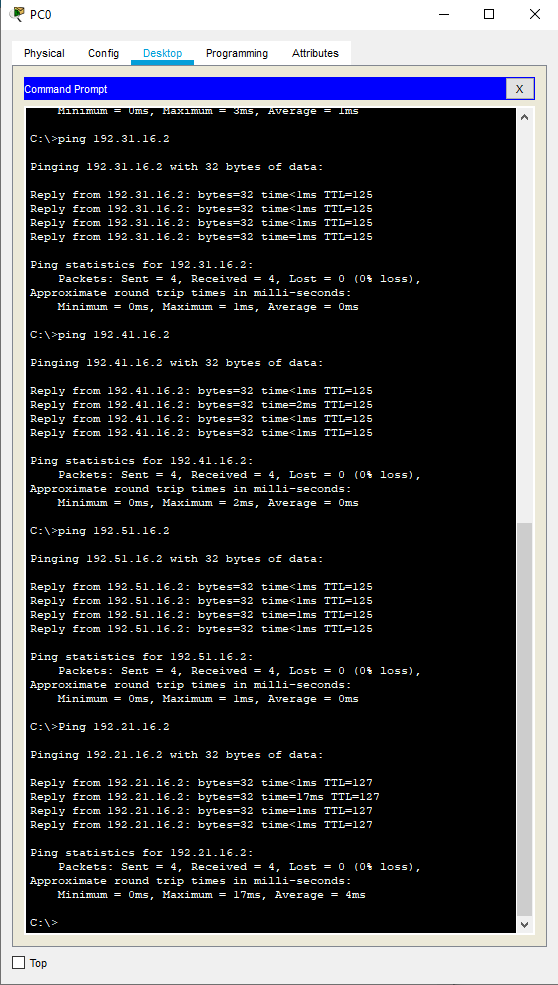 PC0
Physical Config Desktop Programming Attributes
Command Prompt X
Minimum = 0ms, Maximum = 3ms, Average = 1ms
C:\>ping 192.31.16.2
Pinging 192.31.16.2 with 32 bytes of data:
Reply from 192.31.16.2: bytes=32 time<1ms TTL=125
Reply from 192.31.16.2: bytes=32 time<1ms TTL=125
Reply from 192.31.16.2: bytes=32 time<1ms TTL=125
Reply from 192.31.16.2: bytes=32 time=1ms TTL=125
Ping statistics for 192.31.16.2:
Packets: Sent = 4, Received = 4, Lost = 0 (0% loss),
Approximate round trip times in milli-seconds:
Minimum = 0ms, Maximum = 1ms, Average = 0ms
C:\>ping 192.41.16.2
Pinging 192.41.16.2 with 32 bytes of data:
Reply from 192.41.16.2: bytes=32 time<1ms TTL=125
Reply from 192.41.16.2: bytes=32 time=2ms TTL=125
Reply from 192.41.16.2: bytes=32 time<1ms TTL=125
Reply from 192.41.16.2: bytes=32 time<1ms TTL=125
Ping statistics for 192.41.16.2:
Packets: Sent = 4, Received = 4, Lost = 0 (0% loss),
Approximate round trip times in milli-seconds:
Minimum = 0ms, Maximum = 2ms, Average = 0ms
C:\>ping 192.51.16.2
Pinging 192.51.16.2 with 32 bytes of data:
Reply from 192.51.16.2: bytes=32 time<1ms TTL=125
Reply from 192.51.16.2: bytes=32 time<1ms TTL=125
Reply from 192.51.16.2: bytes=32 time=1ms TTL=125
Reply from 192.51.16.2: bytes=32 time<1ms TTL=125
Ping statistics for 192.51.16.2:
Packets: Sent = 4, Received = 4, Lost = 0 (0% loss),
Approximate round trip times in milli-seconds:
Minimum = 0ms, Maximum = 1ms, Average = 0ms
C:\>Ping 192.21.16.2
Pinging 192.21.16.2 with 32 bytes of data:
Reply from 192.21.16.2: bytes=32 time<1ms TTL=127
Reply from 192.21.16.2: bytes=32 time=17ms TTL=127
Reply from 192.21.16.2: bytes=32 time=1ms TTL=127
Reply from 192.21.16.2: bytes=32 time<1ms TTL=127
Ping statistics for 192.21.16.2:
Packets: Sent = 4, Received = 4, Lost = 0 (0% loss),
Approximate round trip times in milli-seconds:
Minimum = 0ms, Maximum = 17ms, Average = 4ms
C:\>
Top